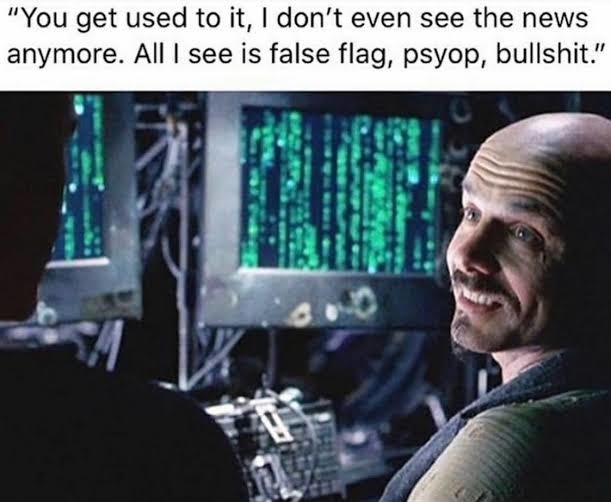 “You get used to it, I don’t even see the news
anymore. All I see is false flag, psyop, bullshit.”